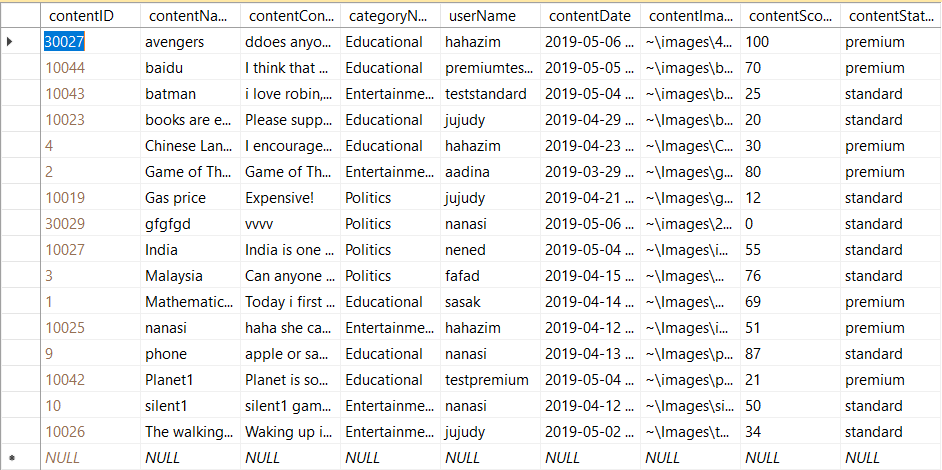 contentID contentNa... contentCon... categoryN... userName contentDate contentIma... contentSco... contentStat...
30027 avengers ddoes anyo... Educational hahazim 2019-05-06 ... ~\images\4... 100 premium
10044 baidu I think that ... Educational premiumtes... 2019-05-05 ... ~\images\b... 70 premium
10043 batman i love robin,... Entertainme... teststandard 2019-05-04 ... ~\images\b... 25 standard
10023 books are e... Please supp... Educational jujudy 2019-04-29 ... ~\Images\b... 20 standard
4 Chinese Lan... I encourage... Educational hahazim 2019-04-23 ... ~\Images\C... 30 premium
2 Game of Th... Game of Th... Entertainme... aadina 2019-03-29 ... ~\Images\g... 80 premium
10019 Gas price Expensive! Politics jujudy 2019-04-21 ... ~\Images\g... 12 standard
30029 gfgfgd vvvv Politics nanasi 2019-05-06 ... ~\images\2... 0 standard
10027 India India is one ... Politics nened 2019-05-04 ... ~\Images\i... 55 standard
3 Malaysia Can anyone ... Politics fafad 2019-04-15 ... ~\Images\... 76 standard
1 Mathematic... Today i first ... Educational sasak 2019-04-14 ... ~\Images\... 69 premium
10025 nanasi haha she ca... Entertainme... hahazim 2019-04-12 ... ~\Images\i... 51 premium
9 phone apple or sa... Educational nanasi 2019-04-13 ... ~\Images\p... 87 standard
10042 Planet1 Planet is so... Educational testpremium 2019-05-04 ... ~\images\p... 21 premium
10 silent1 silent1 gam... Entertainme... nanasi 2019-04-12 ... ~\Images\si... 50 standard
10026 The walking... Waking up i... Entertainme... jujudy 2019-05-02 ... ~\Images\t... 34 standard
NULL NULL NULL NULL NULL NULL NULL NULL NULL